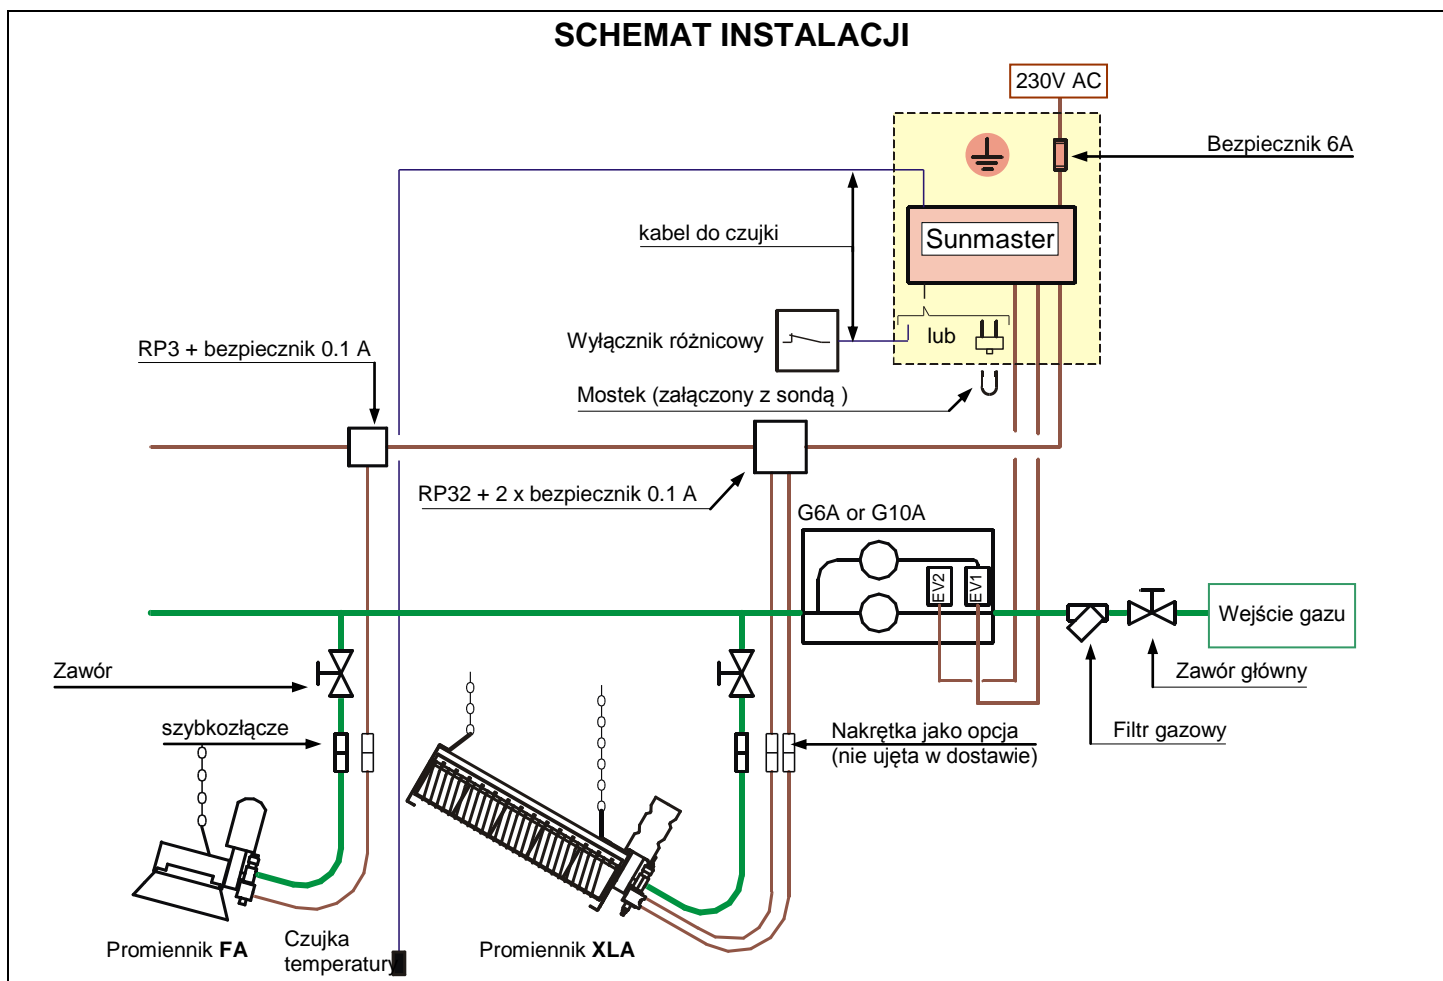 SCHEMAT INSTALACJI
230V AC
Bezpiecznik 6A
kabel do czujki
Sunmaster
lub
Wyłącznik różnicowy
RP3 + bezpiecznik 0.1 A
Mostek (załączony z sondą )
RP32 + 2 x bezpiecznik 0.1 A
G6A or G10A
EV2
EV1
Wejście gazu
Zawór
Zawór główny
szybkozłącze
Nakrętka jako opcja
(nie ujęta w dostawie)
Filtr gazowy
Promiennik FA
Czujka
temperatury
Promiennik XLA